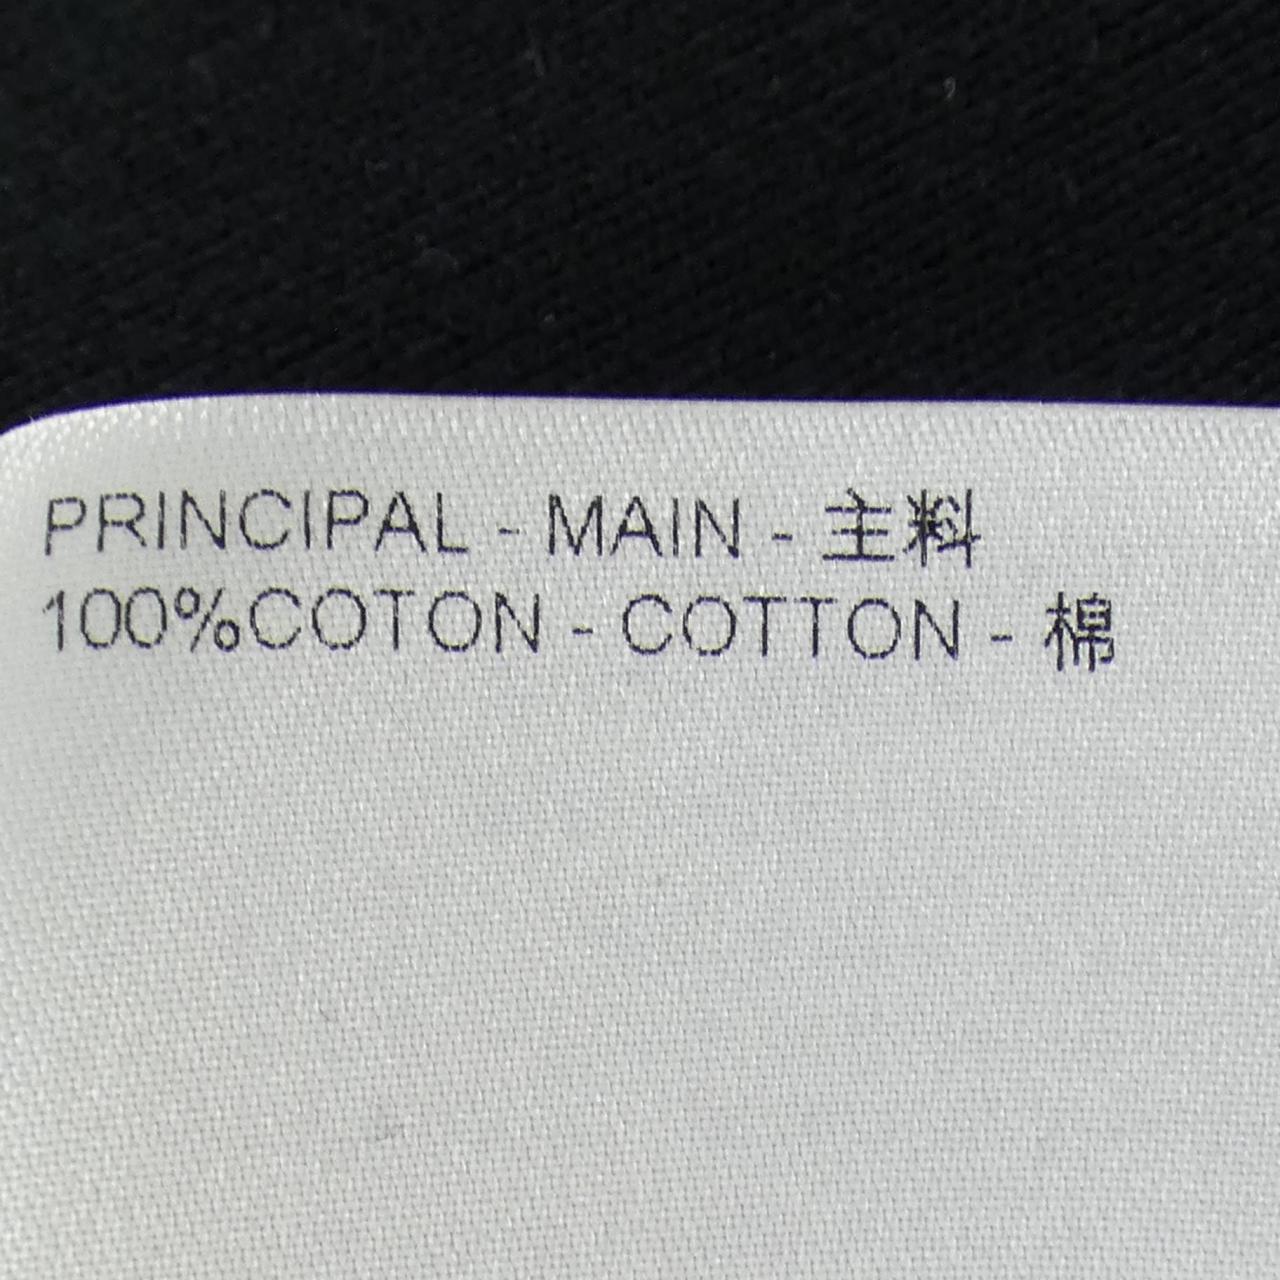 PRINCIPAL - MAIN - 主料
100%COTON - COTTON - 棉